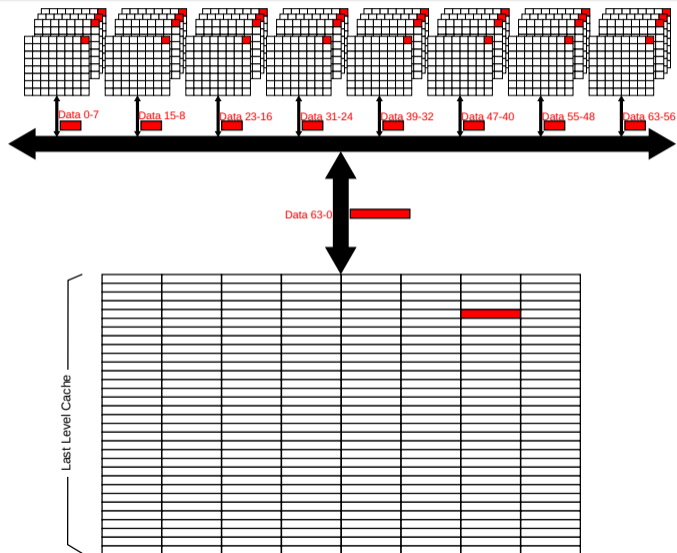 Data 0-7
Data 15-8
Data 23-16
Data 31-24
Data 39-32
Data 47-40
Data 55-48
Data 63-56
Data 63-0
Last Level Cache